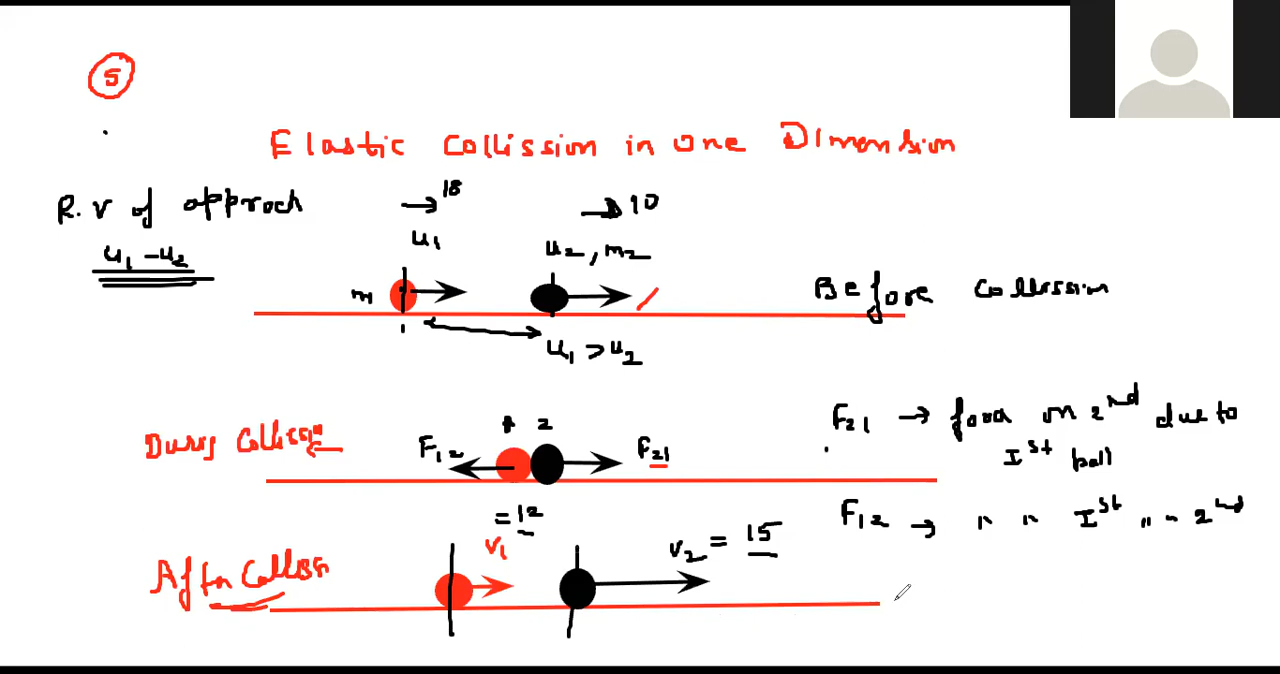 5
Elastic Collission in one Dimension
R.V of approch
u1 - u2
→ 18
→ 10
u1
u2, m2
m
1
u1 > u2
Before Collission
During Collision
F12
1 2
F21
F21 → force on 2nd due to
Ist ball
F12 → " " Ist " " 2nd
= 12
v1
v2 = 15
After Collision